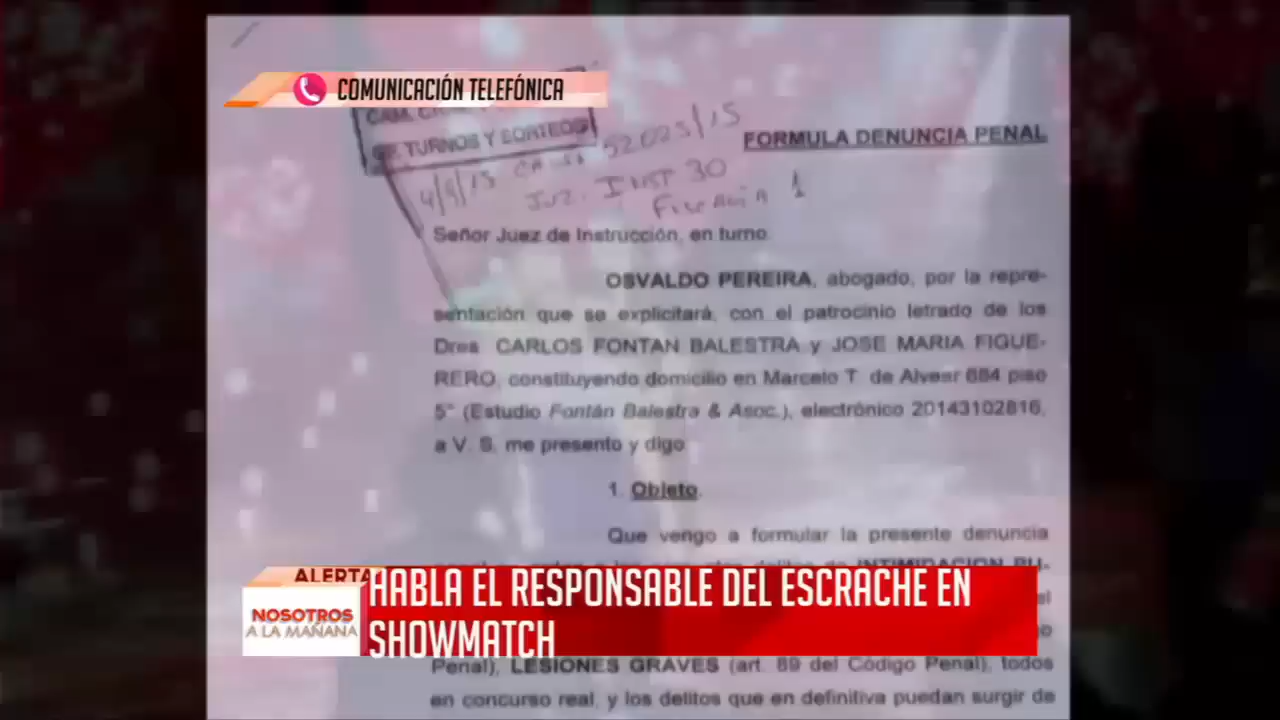 COMUNICACIÓN TELEFÓNICA
TURNOS Y SORTEOS
52025/15
4/5/15
JUZ. INST 30
FISCALIA 1
FORMULA DENUNCIA PENAL
Señor Juez de Instrucción, en turno.
OSVALDO PEREIRA, abogado, por la repre-
sentación que se explicitará, con el patrocinio letrado de los
Dres. CARLOS FONTAN BALESTRA y JOSE MARIA FIGUE-
RERO, constituyendo domicilio en Marcelo T. de Alvear 684 piso
5° (Estudio Fontán Balestra & Asoc.), electrónico 20143102816,
a V. S. me presento y digo
1. Objeto.
Que vengo a formular la presente denuncia
INTIMIDACION PU-
ALERTA
HABLA EL RESPONSABLE DEL ESCRACHE EN
SHOWMATCH
NOSOTROS
A LA MAÑANA
Penal), LESIONES GRAVES (art. 89 del Código Penal), todos
en concurso real, y los delitos que en definitiva puedan surgir de